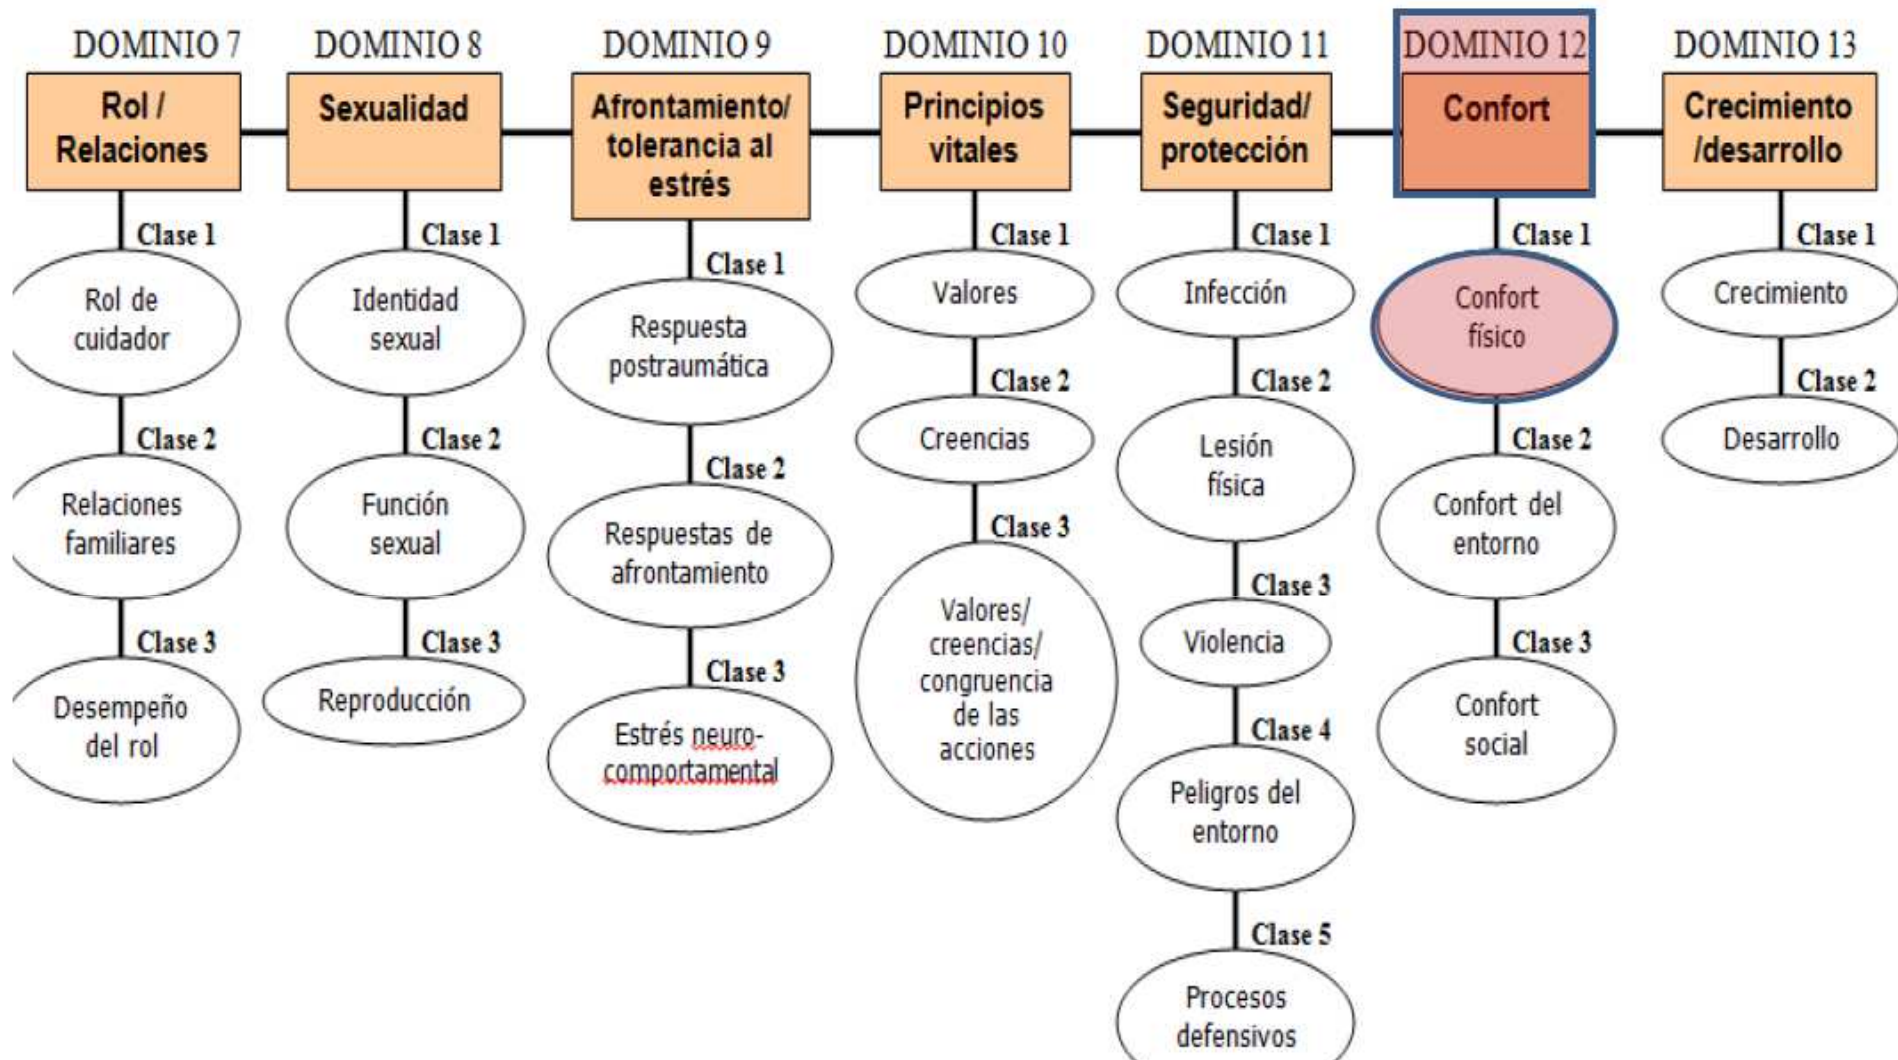 DOMINIO 7
Rol /
Relaciones
Clase 1
Rol de
cuidador
Clase 2
Relaciones
familiares
Clase 3
Desempeño
del rol
DOMINIO 8
Sexualidad
Clase 1
Identidad
sexual
Clase 2
Función
sexual
Clase 3
Reproducción
DOMINIO 9
Afrontamiento/
tolerancia al
estrés
Clase 1
Respuesta
postraumática
Clase 2
Respuestas de
afrontamiento
Clase 3
Estrés neuro-
comportamental
DOMINIO 10
Principios
vitales
Clase 1
Valores
Clase 2
Creencias
Clase 3
Valores/
creencias/
congruencia
de las
acciones
DOMINIO 11
Seguridad/
protección
Clase 1
Infección
Clase 2
Lesión
física
Clase 3
Violencia
Clase 4
Peligros del
entorno
Clase 5
Procesos
defensivos
DOMINIO 12
Confort
Clase 1
Confort
físico
Clase 2
Confort del
entorno
Clase 3
Confort
social
DOMINIO 13
Crecimiento
/desarrollo
Clase 1
Crecimiento
Clase 2
Desarrollo